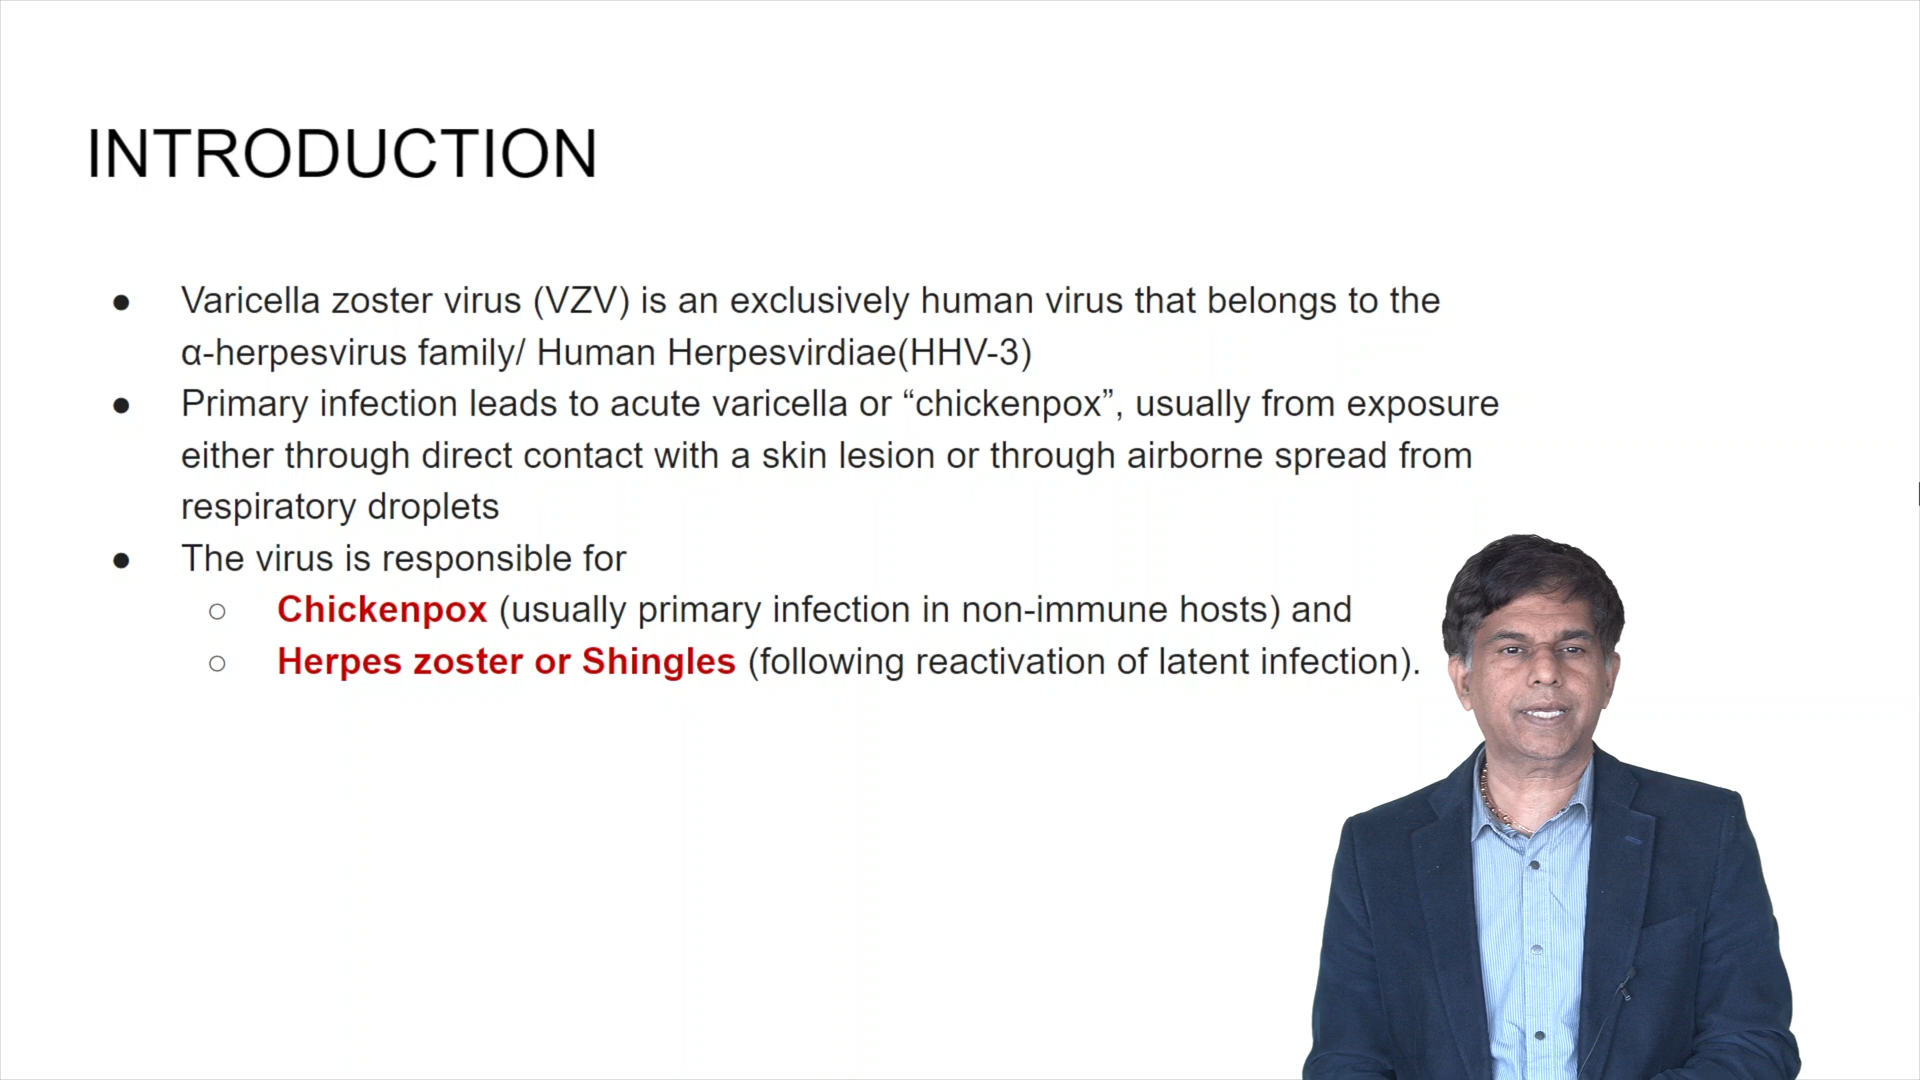 INTRODUCTION
● Varicella zoster virus (VZV) is an exclusively human virus that belongs to the
α-herpesvirus family/ Human Herpesvirdiae(HHV-3)
● Primary infection leads to acute varicella or “chickenpox”, usually from exposure
either through direct contact with a skin lesion or through airborne spread from
respiratory droplets
● The virus is responsible for
○ Chickenpox (usually primary infection in non-immune hosts) and
○ Herpes zoster or Shingles (following reactivation of latent infection).